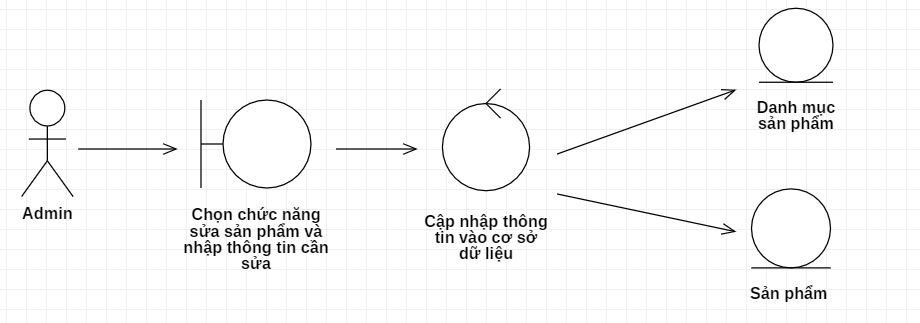 Admin
Chọn chức năng
sửa sản phẩm và
nhập thông tin cần
sửa
Cập nhập thông
tin vào cơ sở
dữ liệu
Danh mục
sản phẩm
Sản phẩm